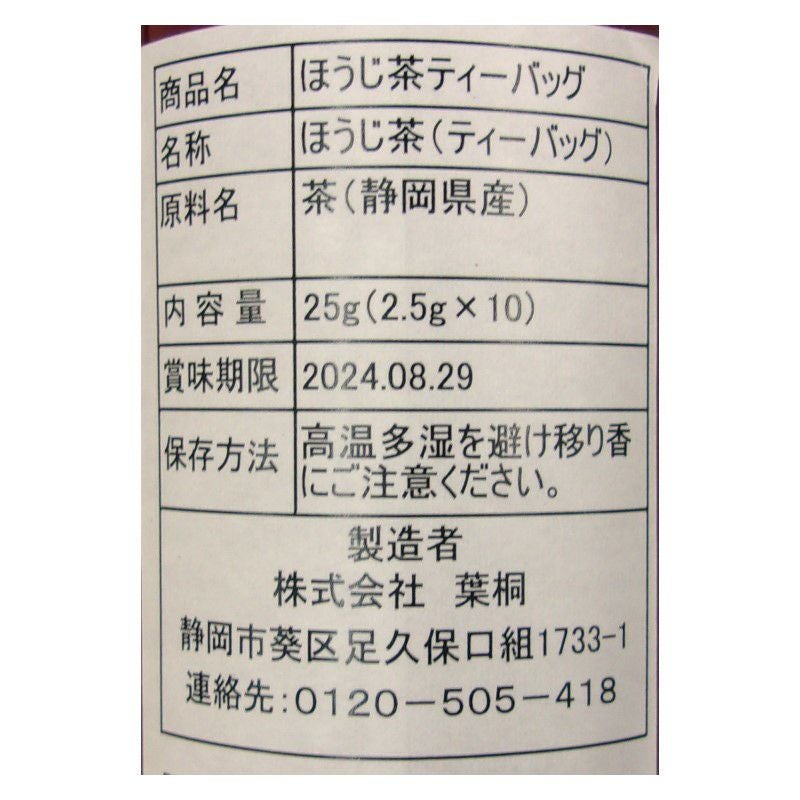 商品名 ほうじ茶ティーバッグ
名称 ほうじ茶(ティーバッグ)
原料名 茶(静岡県産)
内容量 25g(2.5g×10)
賞味期限 2024.08.29
保存方法 高温多湿を避け移り香
にご注意ください。
製造者
株式会社 葉桐
静岡市葵区足久保口組1733-1
連絡先:0120-505-418